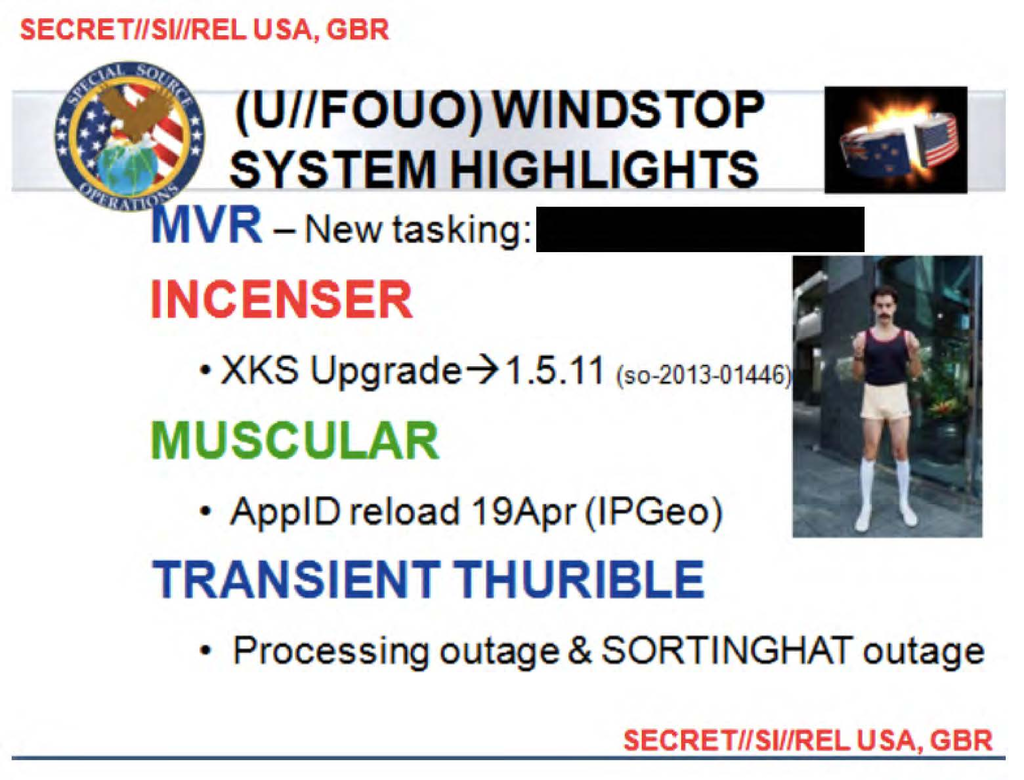 SECRET//SI//REL USA, GBR
SPECIAL SOURCE
OPERATIONS
(U//FOUO) WINDSTOP
SYSTEM HIGHLIGHTS
MVR – New tasking:
INCENSER
• XKS Upgrade→1.5.11 (so-2013-01446)
MUSCULAR
• AppID reload 19Apr (IPGeo)
TRANSIENT THURIBLE
• Processing outage & SORTINGHAT outage
SECRET//SI//REL USA, GBR